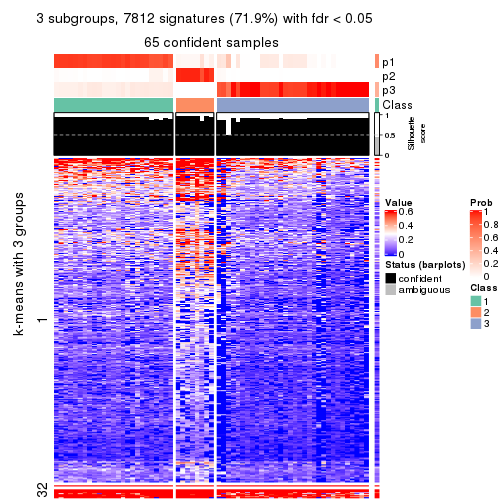 3 subgroups, 7812 signatures (71.9%) with fdr < 0.05
65 confident samples
p1
p2
p3
Class
1
0.5
0
Silhouette
score
k-means with 3 groups
1
32
Value
0.6
0.4
0.2
0
Status (barplots)
confident
ambiguous
Prob
1
0.8
0.6
0.4
0.2
0
Class
1
2
3